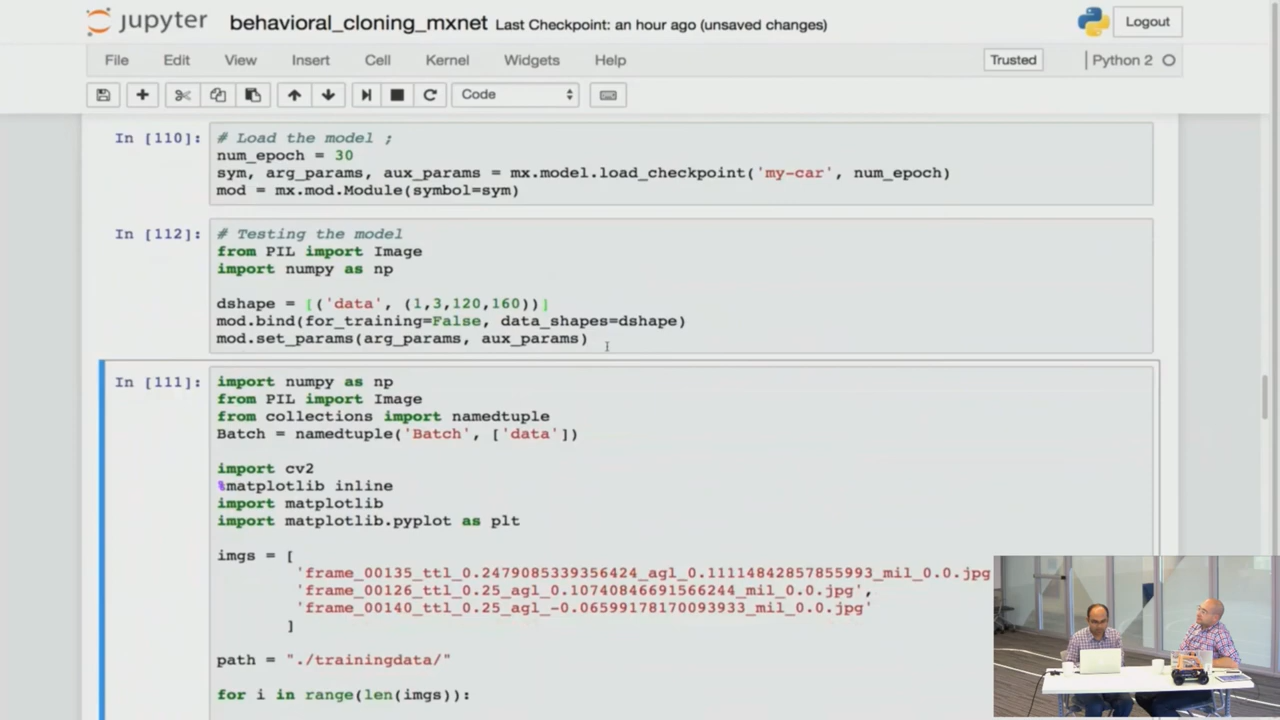 jupyter behavioral_cloning_mxnet Last Checkpoint: an hour ago (unsaved changes) Logout
File Edit View Insert Cell Kernel Widgets Help Trusted Python 2
Code
In [110]: # Load the model ;
num_epoch = 30
sym, arg_params, aux_params = mx.model.load_checkpoint('my-car', num_epoch)
mod = mx.mod.Module(symbol=sym)
In [112]: # Testing the model
from PIL import Image
import numpy as np
dshape = [('data', (1,3,120,160))]
mod.bind(for_training=False, data_shapes=dshape)
mod.set_params(arg_params, aux_params)
In [111]: import numpy as np
from PIL import Image
from collections import namedtuple
Batch = namedtuple('Batch', ['data'])
import cv2
%matplotlib inline
import matplotlib
import matplotlib.pyplot as plt
imgs = [
'frame_00135_ttl_0.2479085339356424_agl_0.11114842857855993_mil_0.0.jpg
'frame_00126_ttl_0.25_agl_0.10740846691566244_mil_0.0.jpg',
'frame_00140_ttl_0.25_agl_-0.06599178170093933_mil_0.0.jpg'
]
path = "./trainingdata/"
for i in range(len(imgs)):